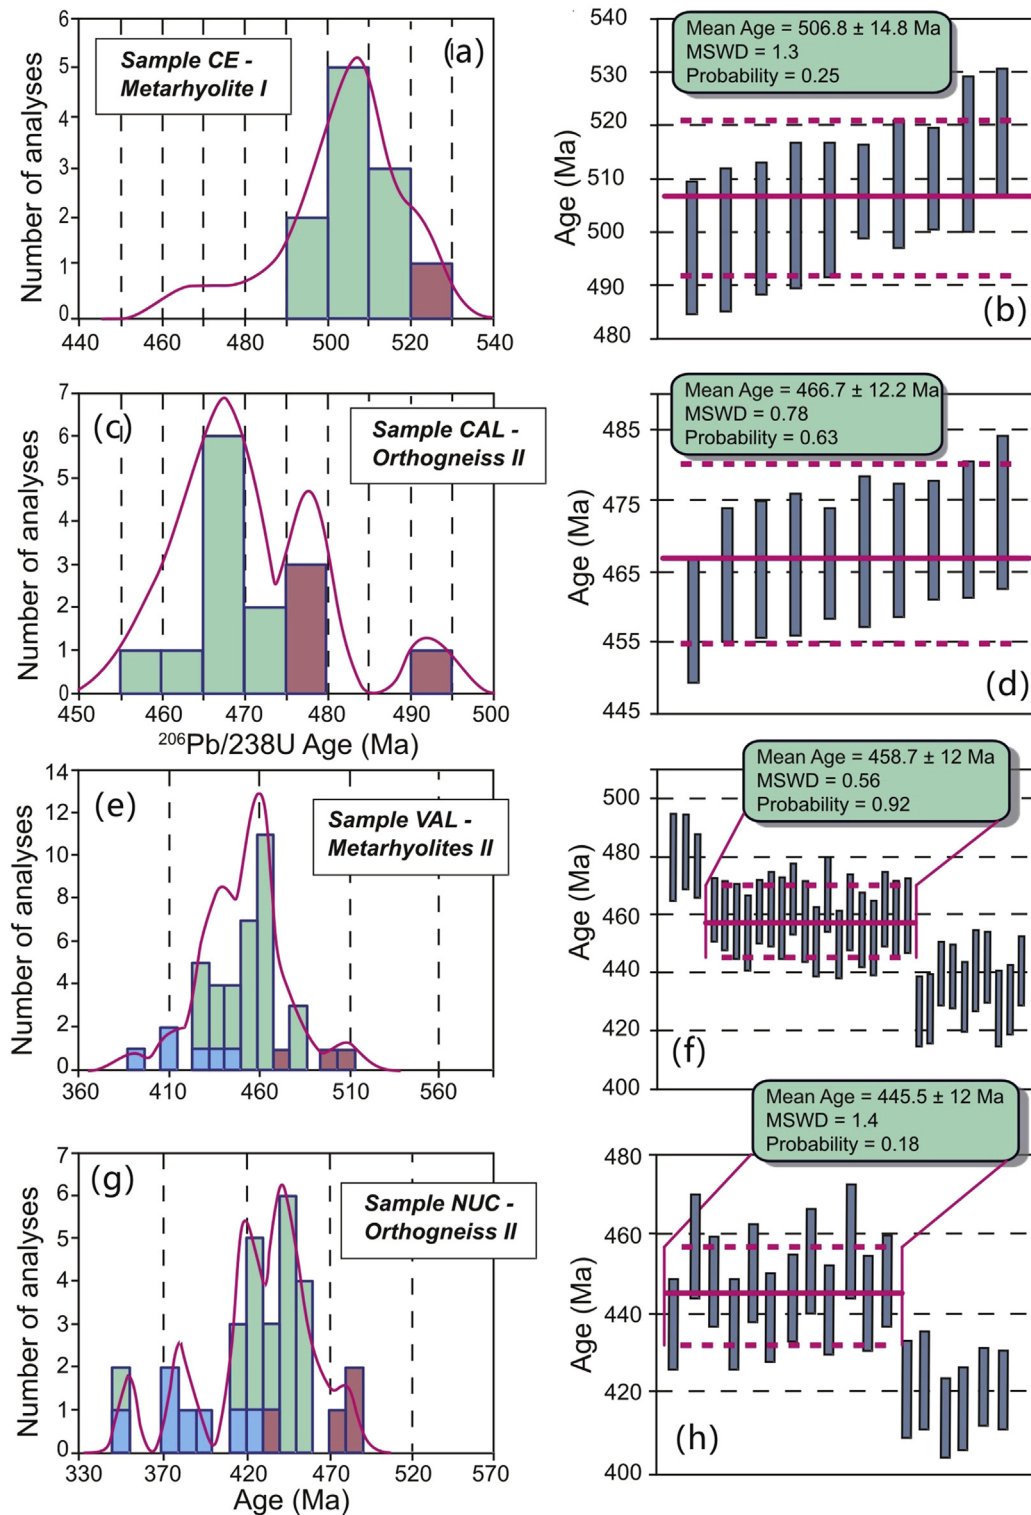 (a)
Sample CE -
Metarhyolite I
Number of analyses
6
5
4
3
2
1
0
440 460 480 500 520 540
(b)
Mean Age = 506.8 ± 14.8 Ma
MSWD = 1.3
Probability = 0.25
Age (Ma)
540
530
520
510
500
490
480
(c)
Sample CAL -
Orthogneiss II
Number of analyses
7
6
5
4
3
2
1
0
450 460 470 480 490 500
206Pb/238U Age (Ma)
(d)
Mean Age = 466.7 ± 12.2 Ma
MSWD = 0.78
Probability = 0.63
Age (Ma)
485
475
465
455
445
(e)
Sample VAL -
Metarhyolites II
Number of analyses
14
12
10
8
6
4
2
0
360 410 460 510 560
(f)
Mean Age = 458.7 ± 12 Ma
MSWD = 0.56
Probability = 0.92
Age (Ma)
500
480
460
440
420
400
(g)
Sample NUC -
Orthogneiss II
Number of analyses
7
6
5
4
3
2
1
0
330 370 420 470 520 570
Age (Ma)
(h)
Mean Age = 445.5 ± 12 Ma
MSWD = 1.4
Probability = 0.18
Age (Ma)
480
460
440
420
400